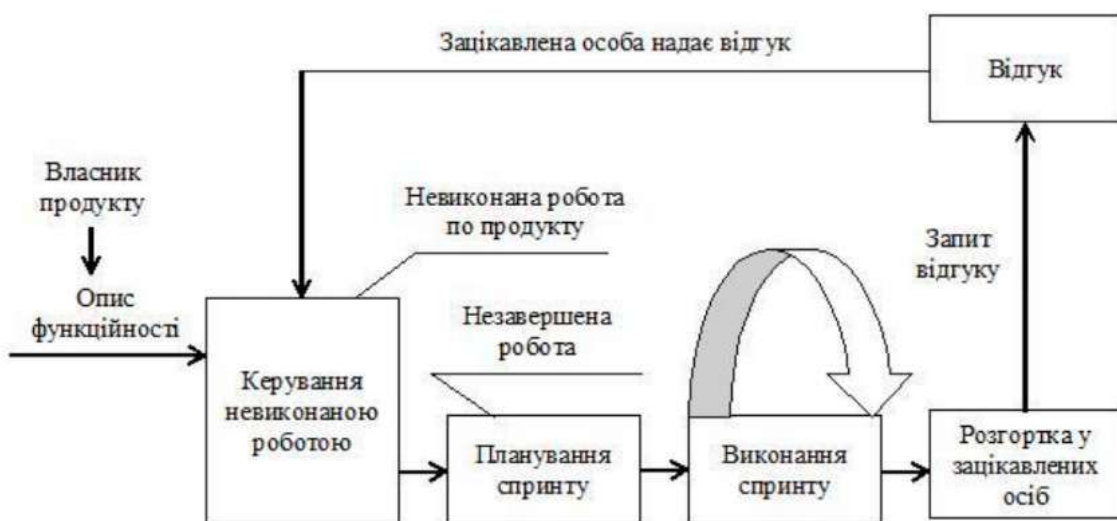 Зацікавлена особа надає відгук
Відгук
Власник
продукту
Невиконана робота
по продукту
Запит
відгуку
Опис
функційності
Незавершена
робота
Керування
невиконаною
роботою
Планування
спринту
Виконання
спринту
Розгортка у
зацікавлених
осіб